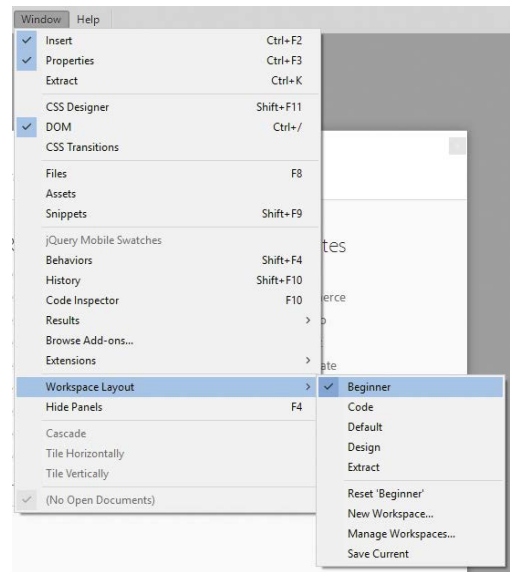 Window Help
Insert Ctrl+F2
Properties Ctrl+F3
Extract Ctrl+K
CSS Designer Shift+F11
DOM Ctrl+/
CSS Transitions
Files F8
Assets
Snippets Shift+F9
jQuery Mobile Swatches
tes
Behaviors Shift+F4
History Shift+F10
Code Inspector F10
erce
Results >
Browse Add-ons...
Extensions >
ate
Workspace Layout >
Beginner
Hide Panels F4
Code
Cascade
Default
Tile Horizontally
Design
Tile Vertically
Extract
(No Open Documents)
Reset 'Beginner'
New Workspace...
Manage Workspaces...
Save Current